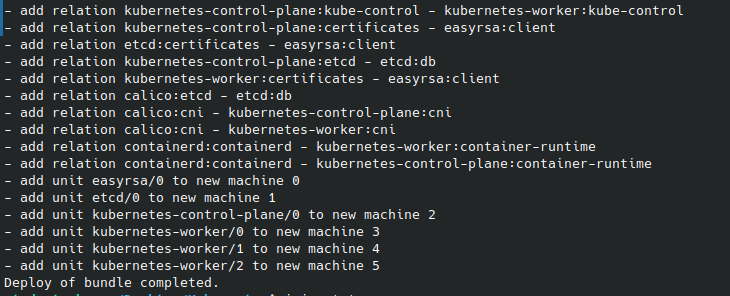 - add relation kubernetes-control-plane:kube-control - kubernetes-worker:kube-control
- add relation kubernetes-control-plane:certificates - easyrsa:client
- add relation etcd:certificates - easyrsa:client
- add relation kubernetes-control-plane:etcd - etcd:db
- add relation kubernetes-worker:certificates - easyrsa:client
- add relation calico:etcd - etcd:db
- add relation calico:cni - kubernetes-control-plane:cni
- add relation calico:cni - kubernetes-worker:cni
- add relation containerd:containerd - kubernetes-worker:container-runtime
- add relation containerd:containerd - kubernetes-control-plane:container-runtime
- add unit easyrsa/0 to new machine 0
- add unit etcd/0 to new machine 1
- add unit kubernetes-control-plane/0 to new machine 2
- add unit kubernetes-worker/0 to new machine 3
- add unit kubernetes-worker/1 to new machine 4
- add unit kubernetes-worker/2 to new machine 5
Deploy of bundle completed.